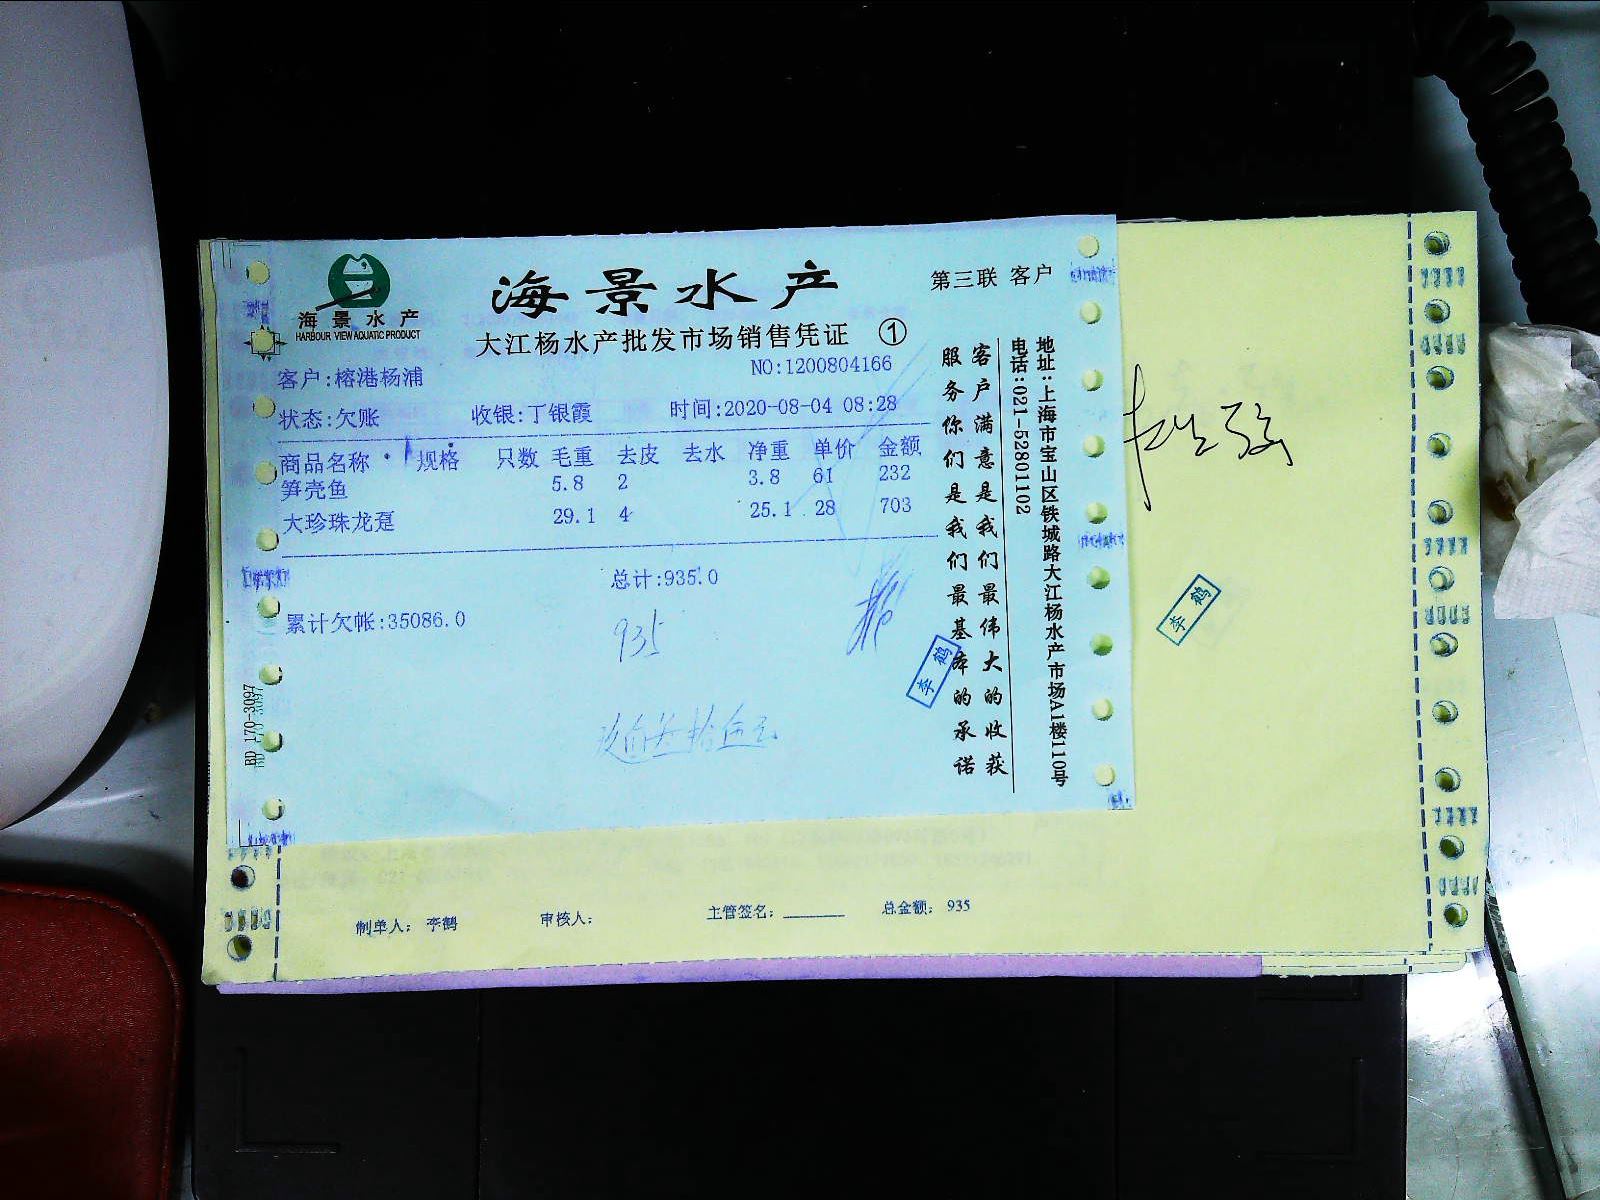 海景水产
HARBOUR VIEW AQUATIC PRODUCT
海景水产
第三联 客户
大江杨水产批发市场销售凭证 ①
NO:1200804166
客户:榕港杨浦
状态:欠账 收银:丁银霞 时间:2020-08-04 08:28
商品名称 规格 只数 毛重 去皮 去水 净重 单价 金额
笋壳鱼 5.8 2 3.8 61 232
大珍珠龙趸 29.1 4 25.1 28 703
总计:935.0
累计欠帐:35086.0
935
玖佰叁拾伍元
李鹤
客户满意是我们最伟大的收获
服务你们是我们最基本的承诺
地址:上海市宝山区铁城路大江杨水产市场A1楼110号
电话:021-52801102
BD 170-3097
李鹤
制单人: 李鹤 审核人: 主管签名: 总金额: 935